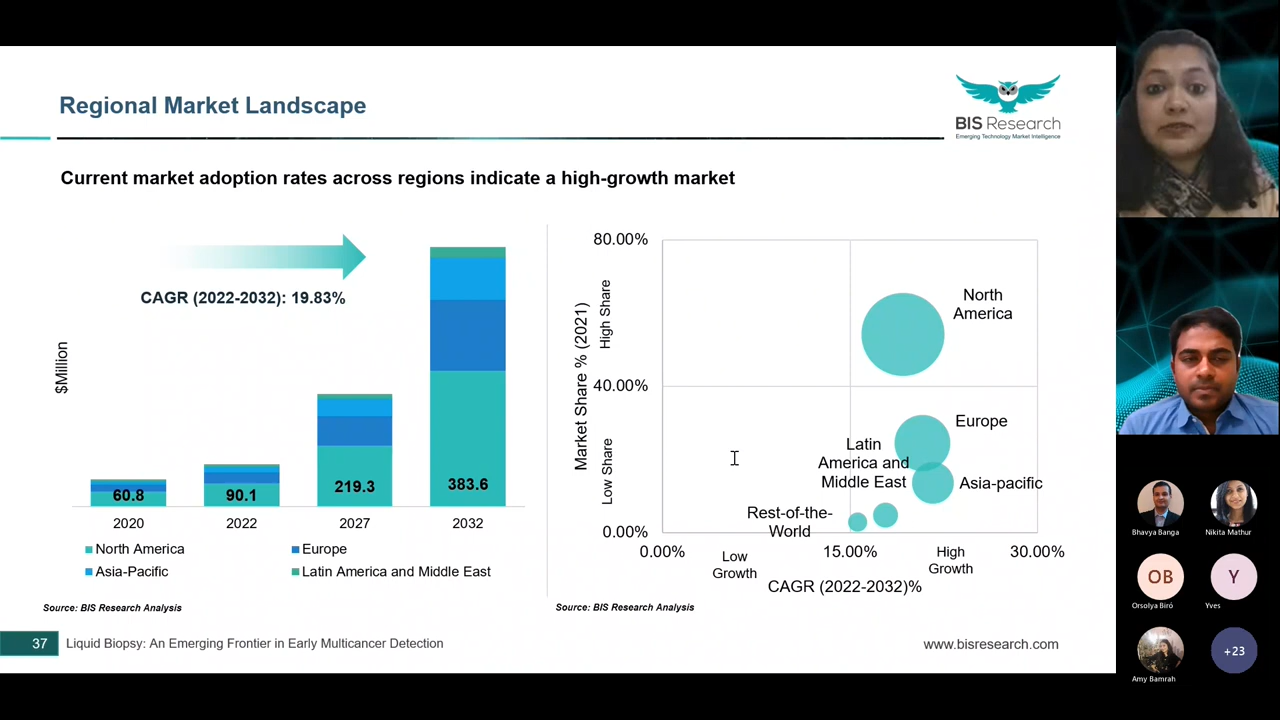 Regional Market Landscape
BIS Research
Emerging Technology Market Intelligence
Current market adoption rates across regions indicate a high-growth market
CAGR (2022-2032): 19.83%
$Million
60.8
90.1
219.3
383.6
2020
2022
2027
2032
North America
Europe
Asia-Pacific
Latin America and Middle East
Source: BIS Research Analysis
Market Share % (2021)
High Share
Low Share
80.00%
40.00%
0.00%
North
America
Europe
Latin
America and
Middle East
Asia-pacific
Rest-of-the-
World
0.00%
15.00%
30.00%
Low
Growth
High
Growth
CAGR (2022-2032)%
Source: BIS Research Analysis
37
Liquid Biopsy: An Emerging Frontier in Early Multicancer Detection
www.bisresearch.com
Bhavya Banga
Nikita Mathur
OB
Y
Orsolya Biró
Yves
Amy Bamrah
+23